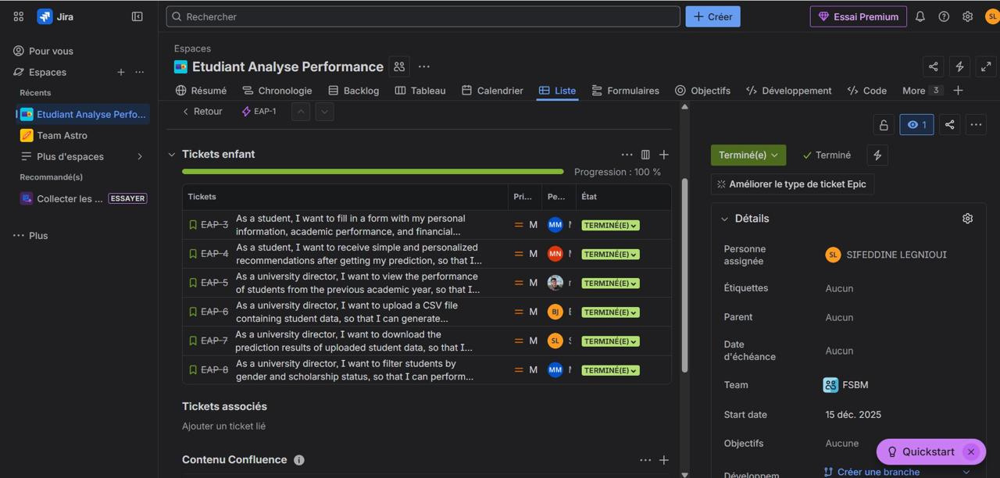 Jira
Rechercher
Créer
Essai Premium
SL
Pour vous
Espaces
Récents
Etudiant Analyse Perfo...
Team Astro
Plus d'espaces
Recommandé(s)
Collecter les ...
ESSAYER
Plus
Espaces
Etudiant Analyse Performance
Résumé
Chronologie
Backlog
Tableau
Calendrier
Liste
Formulaires
Objectifs
Développement
Code
More 3
Retour
EAP-1
Tickets enfant
Progression : 100 %
Tickets
Pri...
Pe...
État
EAP-3
As a student, I want to fill in a form with my personal
information, academic performance, and financial...
M
MM
TERMINÉ(E)
EAP-4
As a student, I want to receive simple and personalized
recommendations after getting my prediction, so that I...
M
MN
TERMINÉ(E)
EAP-5
As a university director, I want to view the performance
of students from the previous academic year, so that I...
M
TERMINÉ(E)
EAP-6
As a university director, I want to upload a CSV file
containing student data, so that I can generate...
M
BJ
TERMINÉ(E)
EAP-7
As a university director, I want to download the
prediction results of uploaded student data, so that I...
M
SL
TERMINÉ(E)
EAP-8
As a university director, I want to filter students by
gender and scholarship status, so that I can perform...
M
MM
TERMINÉ(E)
Tickets associés
Ajouter un ticket lié
Contenu Confluence
1
Terminé(e)
Terminé
Améliorer le type de ticket Epic
Détails
Personne
assignée
SL
SIFEDDINE LEGNIOUI
Étiquettes
Aucun
Parent
Aucun
Date
d'échéance
Aucun
Team
FSBM
Start date
15 déc. 2025
Objectifs
Aucune
Quickstart
Développem
Créer une branche